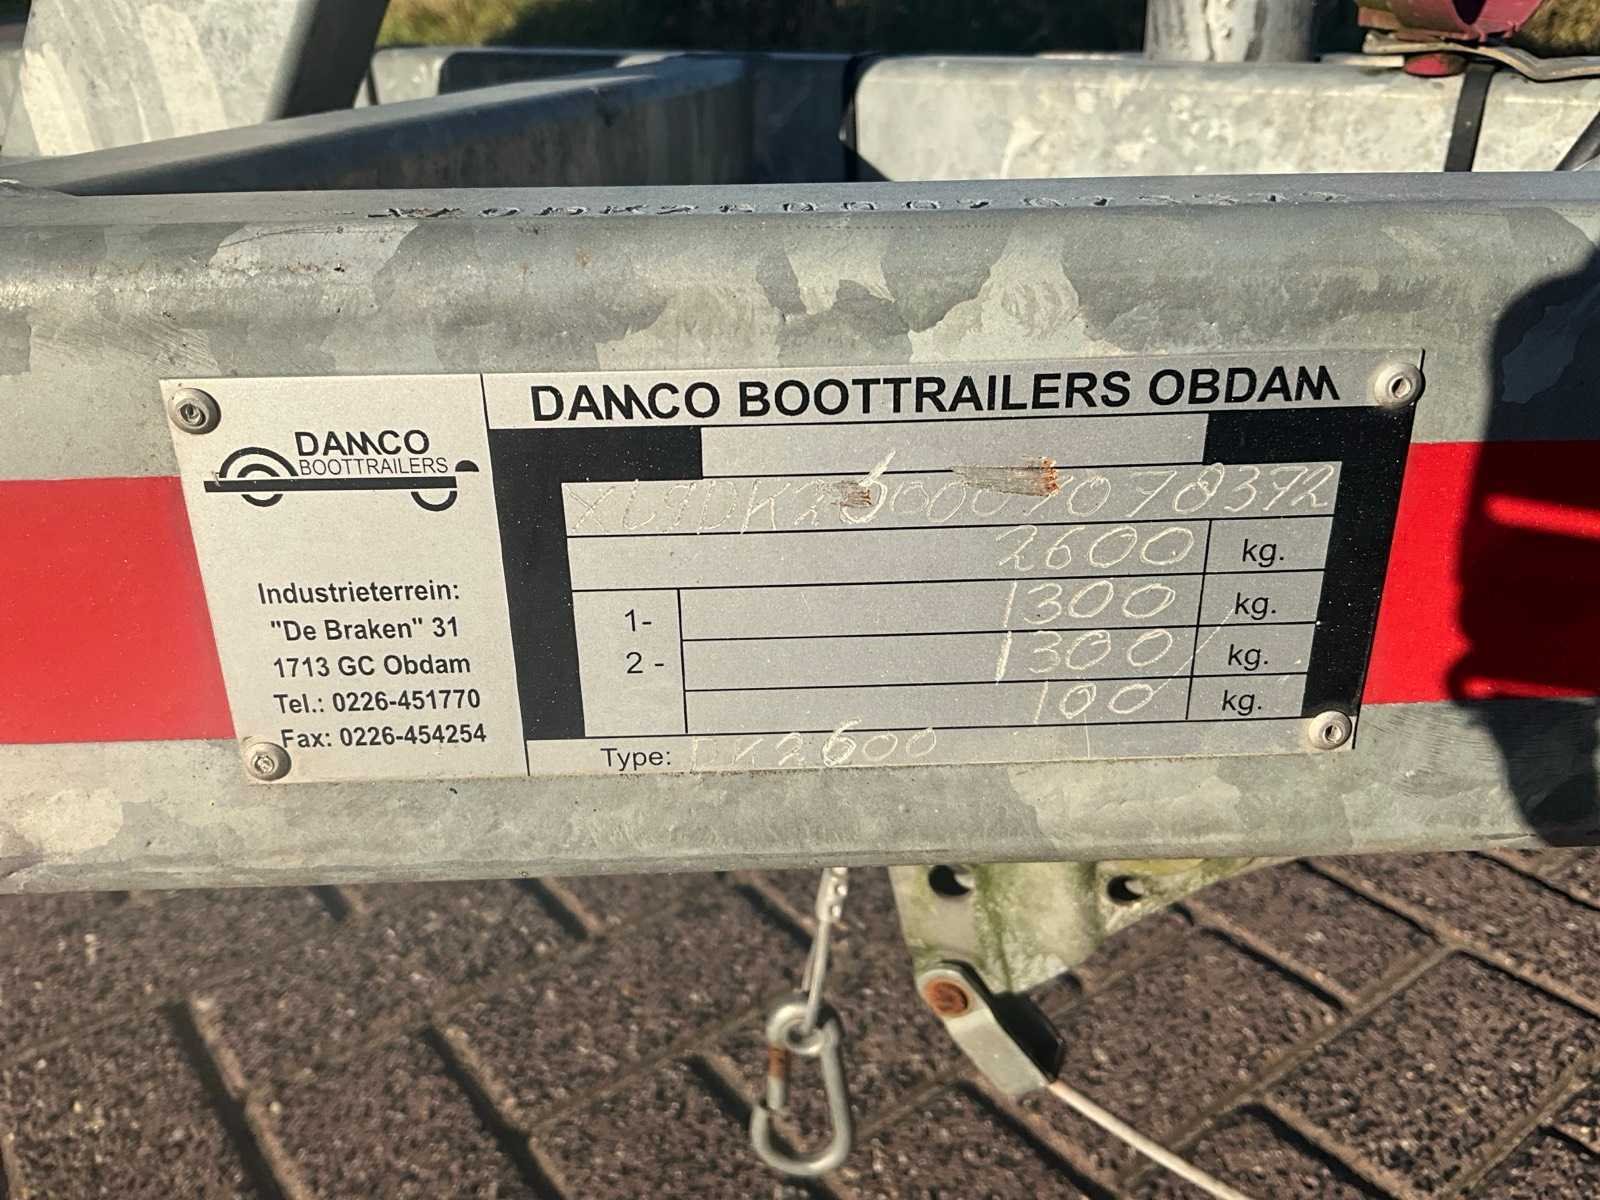 DAMCO
BOOTTRAILERS
Industrieterrein:
"De Braken" 31
1713 GC Obdam
Tel.: 0226-451770
Fax: 0226-454254
DAMCO BOOTTRAILERS OBDAM
2600 kg.
1- 1300 kg.
2 - 1300 kg.
100 kg.
Type: DK2600